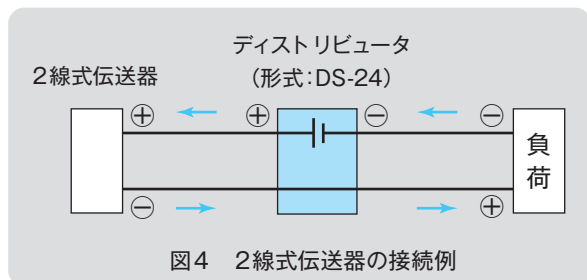 ディストリビュータ
（形式：DS-24）
2線式伝送器
⊕ ⊕ ⊖ ⊖
負荷
⊖ ⊕
図4　2線式伝送器の接続例